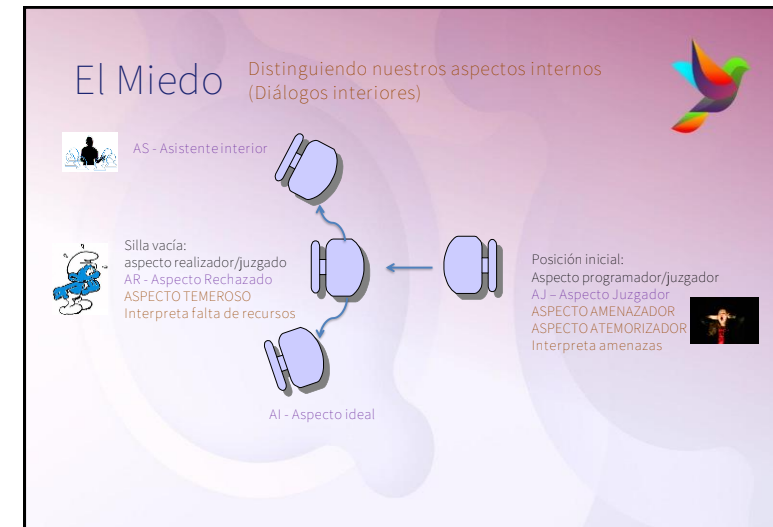 El Miedo
Distinguiendo nuestros aspectos internos
(Diálogos interiores)
AS - Asistente interior
Silla vacía:
aspecto realizador/juzgado
AR - Aspecto Rechazado
ASPECTO TEMEROSO
Interpreta falta de recursos
Posición inicial:
Aspecto programador/juzgador
AJ – Aspecto Juzgador
ASPECTO AMENAZADOR
ASPECTO ATEMORIZADOR
Interpreta amenazas
AI - Aspecto ideal